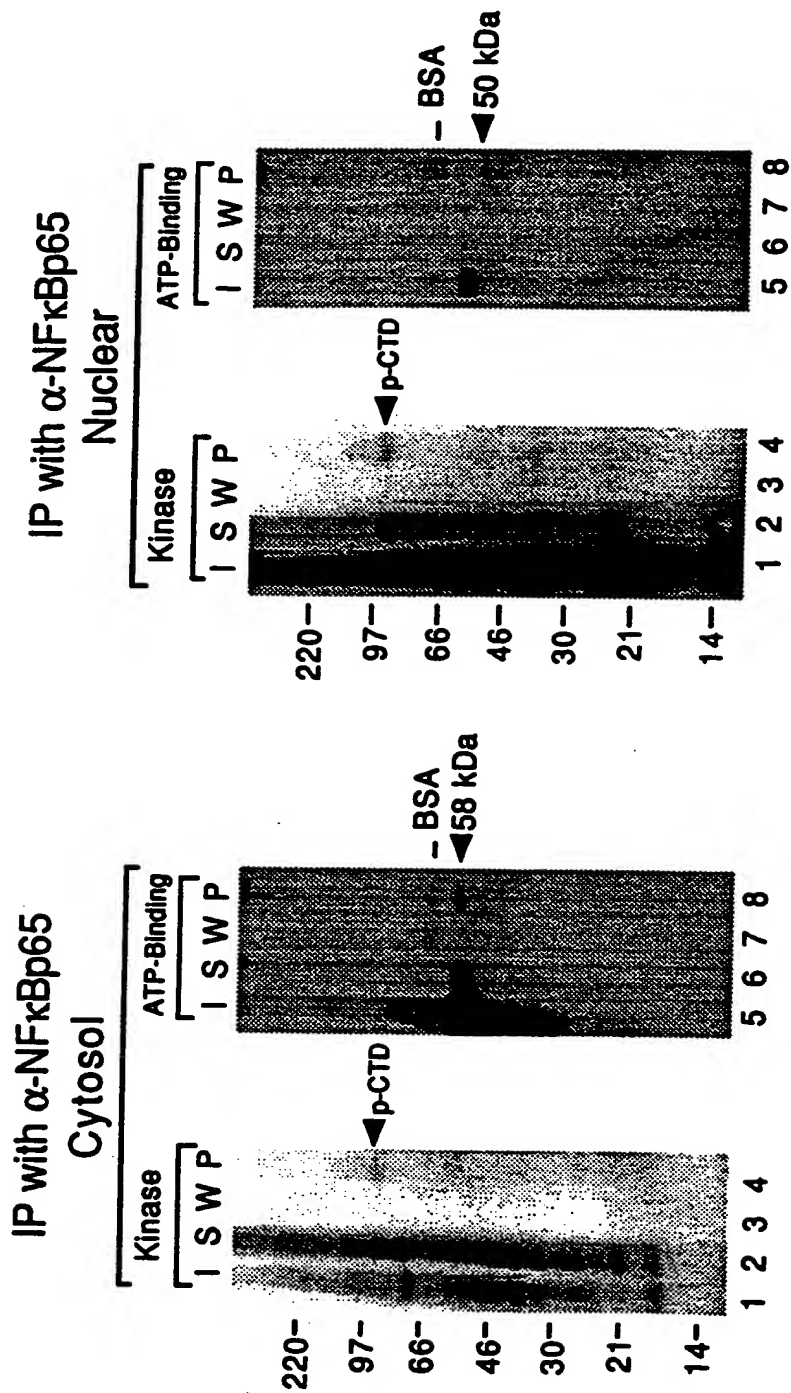 IP with α-NFκBp65
Cytosol
Kinase
I S W P
ATP-Binding
I S W P
220–
97–
66–
46–
30–
21–
14–
p-CTD
– BSA
58 kDa
1 2 3 4
5 6 7 8
IP with α-NFκBp65
Nuclear
Kinase
I S W P
ATP-Binding
I S W P
220–
97–
66–
46–
30–
21–
14–
p-CTD
– BSA
50 kDa
1 2 3 4
5 6 7 8